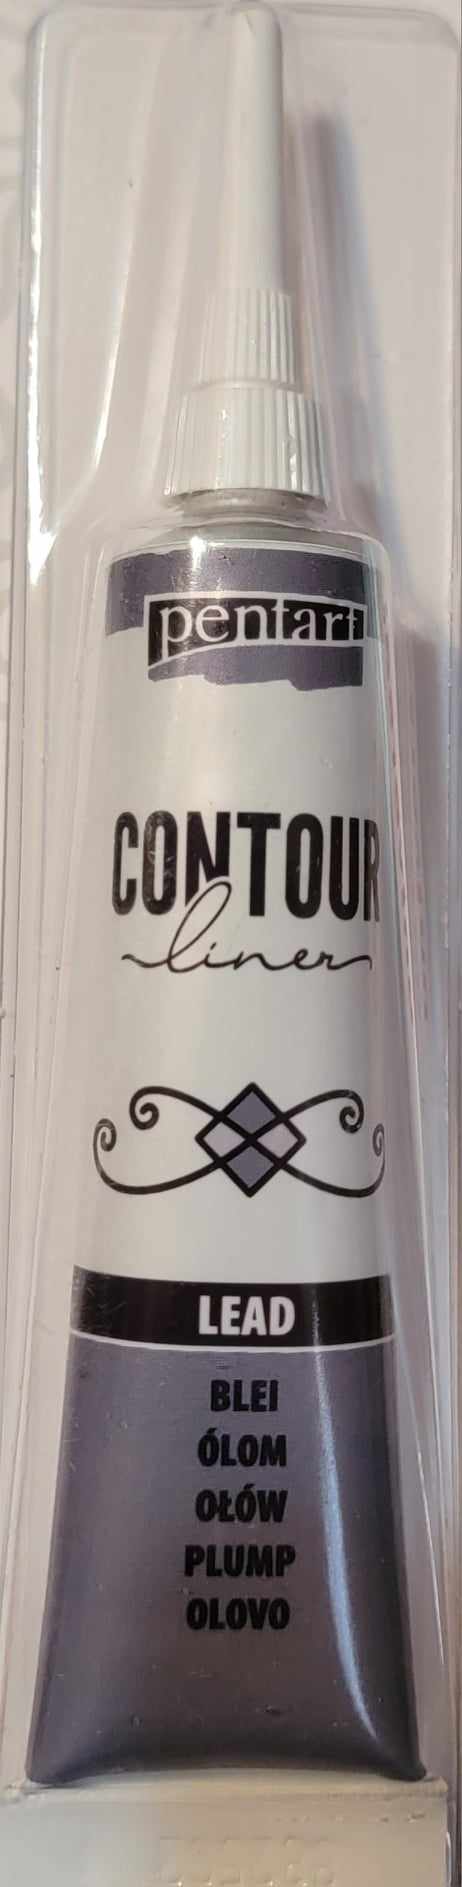 pentart
CONTOUR
liner
LEAD
BLEI
ÓLOM
OŁÓW
PLUMP
OLOVO